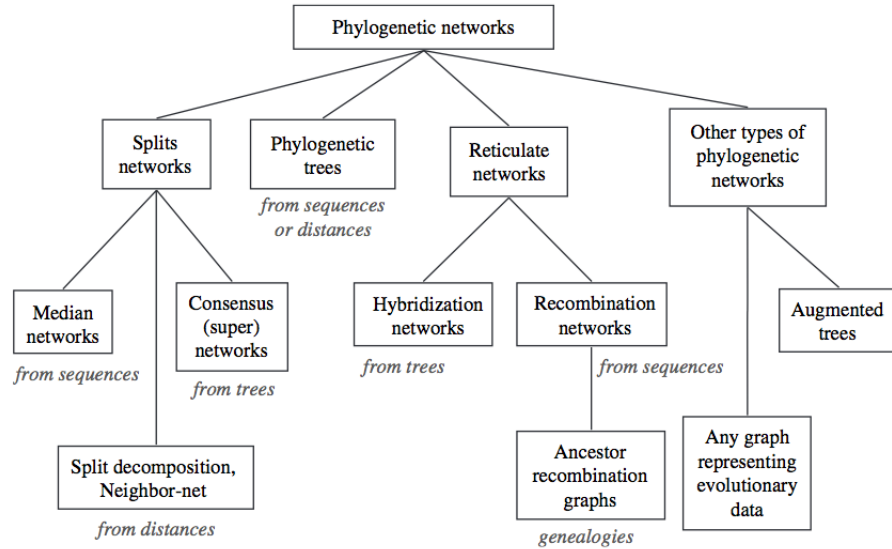 Phylogenetic networks
Splits
networks
Phylogenetic
trees
from sequences
or distances
Reticulate
networks
Other types of
phylogenetic
networks
Median
networks
from sequences
Consensus
(super)
networks
from trees
Hybridization
networks
from trees
Recombination
networks
from sequences
Augmented
trees
Split decomposition,
Neighbor-net
from distances
Ancestor
recombination
graphs
genealogies
Any graph
representing
evolutionary
data